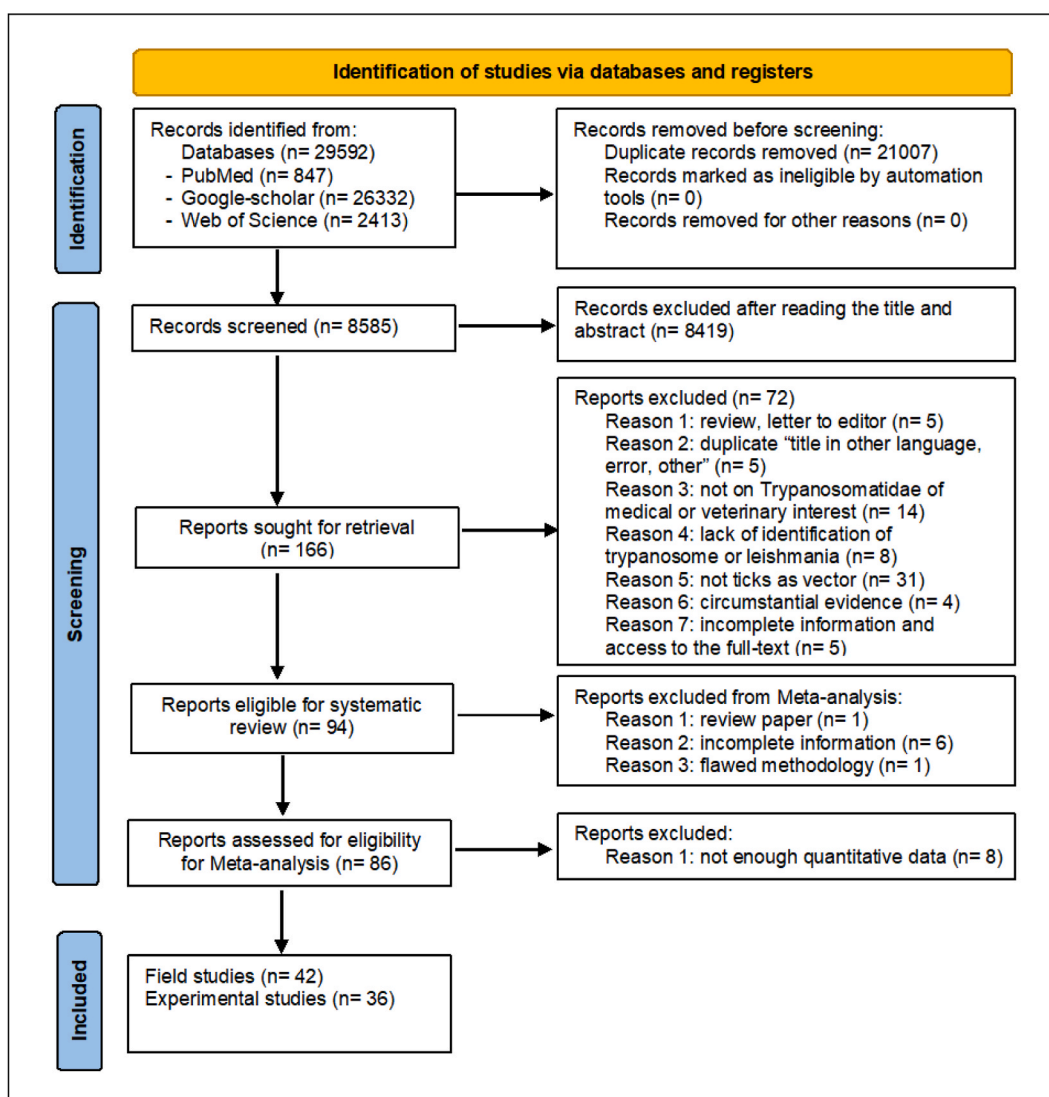 Identification of studies via databases and registers
Identification
Records identified from:
Databases (n= 29592)
- PubMed (n= 847)
- Google-scholar (n= 26332)
- Web of Science (n= 2413)
Records removed before screening:
Duplicate records removed (n= 21007)
Records marked as ineligible by automation
tools (n= 0)
Records removed for other reasons (n= 0)
Screening
Records screened (n= 8585)
Records excluded after reading the title and
abstract (n= 8419)
Reports sought for retrieval
(n= 166)
Reports excluded (n= 72)
Reason 1: review, letter to editor (n= 5)
Reason 2: duplicate “title in other language,
error, other” (n= 5)
Reason 3: not on Trypanosomatidae of
medical or veterinary interest (n= 14)
Reason 4: lack of identification of
trypanosome or leishmania (n= 8)
Reason 5: not ticks as vector (n= 31)
Reason 6: circumstantial evidence (n= 4)
Reason 7: incomplete information and
access to the full-text (n= 5)
Reports eligible for systematic
review (n= 94)
Reports excluded from Meta-analysis:
Reason 1: review paper (n= 1)
Reason 2: incomplete information (n= 6)
Reason 3: flawed methodology (n= 1)
Reports assessed for eligibility
for Meta-analysis (n= 86)
Reports excluded:
Reason 1: not enough quantitative data (n= 8)
Included
Field studies (n= 42)
Experimental studies (n= 36)